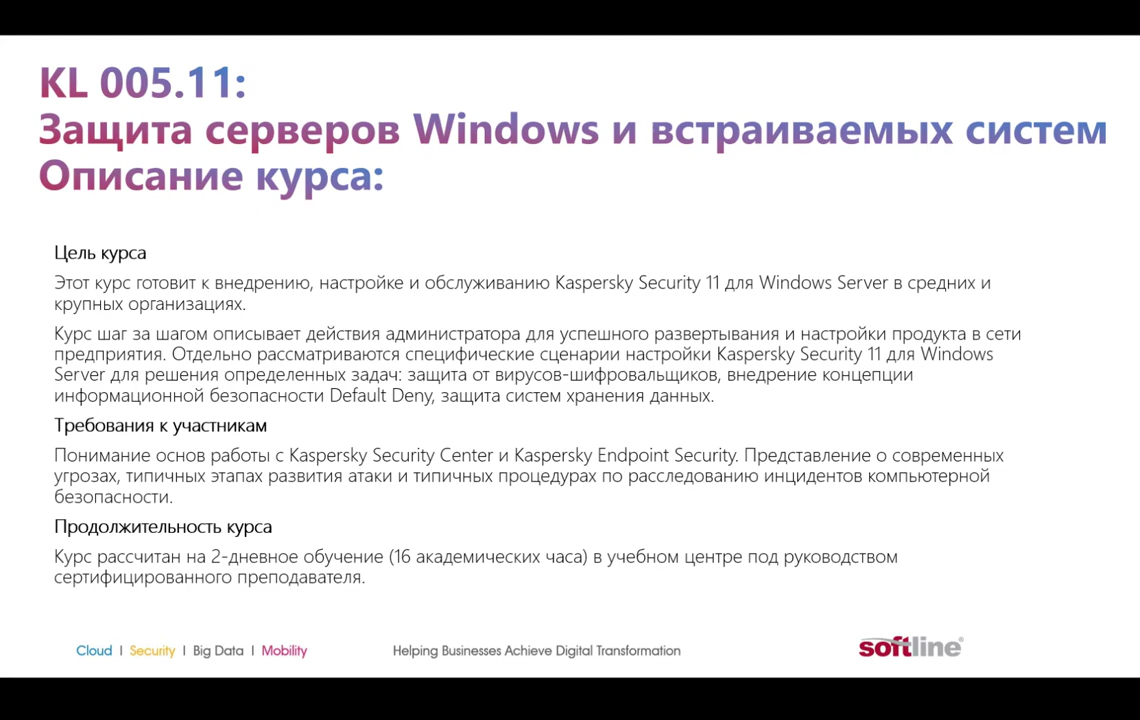 KL 005.11:
Защита серверов Windows и встраиваемых систем
Описание курса:
Цель курса
Этот курс готовит к внедрению, настройке и обслуживанию Kaspersky Security 11 для Windows Server в средних и
крупных организациях.
Курс шаг за шагом описывает действия администратора для успешного развертывания и настройки продукта в сети
предприятия. Отдельно рассматриваются специфические сценарии настройки Kaspersky Security 11 для Windows
Server для решения определенных задач: защита от вирусов-шифровальщиков, внедрение концепции
информационной безопасности Default Deny, защита систем хранения данных.
Требования к участникам
Понимание основ работы с Kaspersky Security Center и Kaspersky Endpoint Security. Представление о современных
угрозах, типичных этапах развития атаки и типичных процедурах по расследованию инцидентов компьютерной
безопасности.
Продолжительность курса
Курс рассчитан на 2-дневное обучение (16 академических часа) в учебном центре под руководством
сертифицированного преподавателя.
Cloud | Security | Big Data | Mobility
Helping Businesses Achieve Digital Transformation
softline®